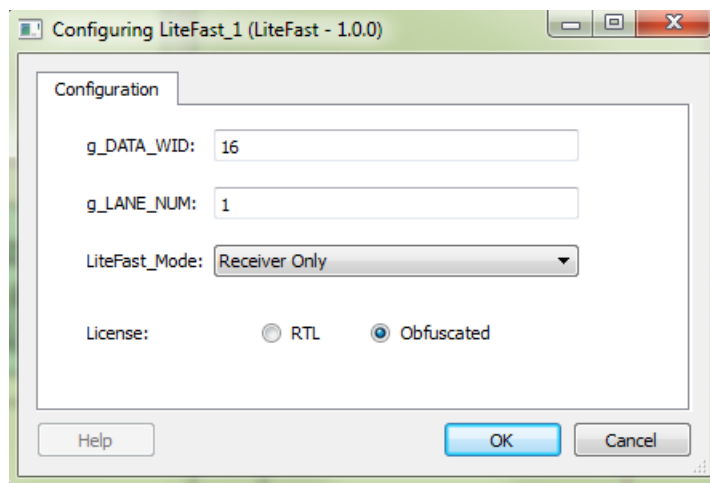 Configuring LiteFast_1 (LiteFast - 1.0.0)
Configuration
g_DATA_WID: 16
g_LANE_NUM: 1
LiteFast_Mode: Receiver Only
License: RTL Obfuscated
Help OK Cancel